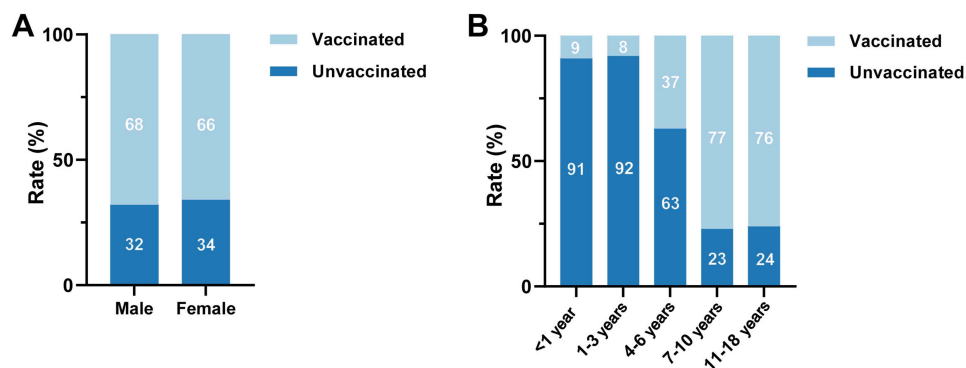 A
100
50
0
Rate (%)
68
66
32
34
Male
Female
Vaccinated
Unvaccinated
B
100
50
0
Rate (%)
9
8
37
77
76
91
92
63
23
24
<1 year
1-3 years
4-6 years
7-10 years
11-18 years
Vaccinated
Unvaccinated